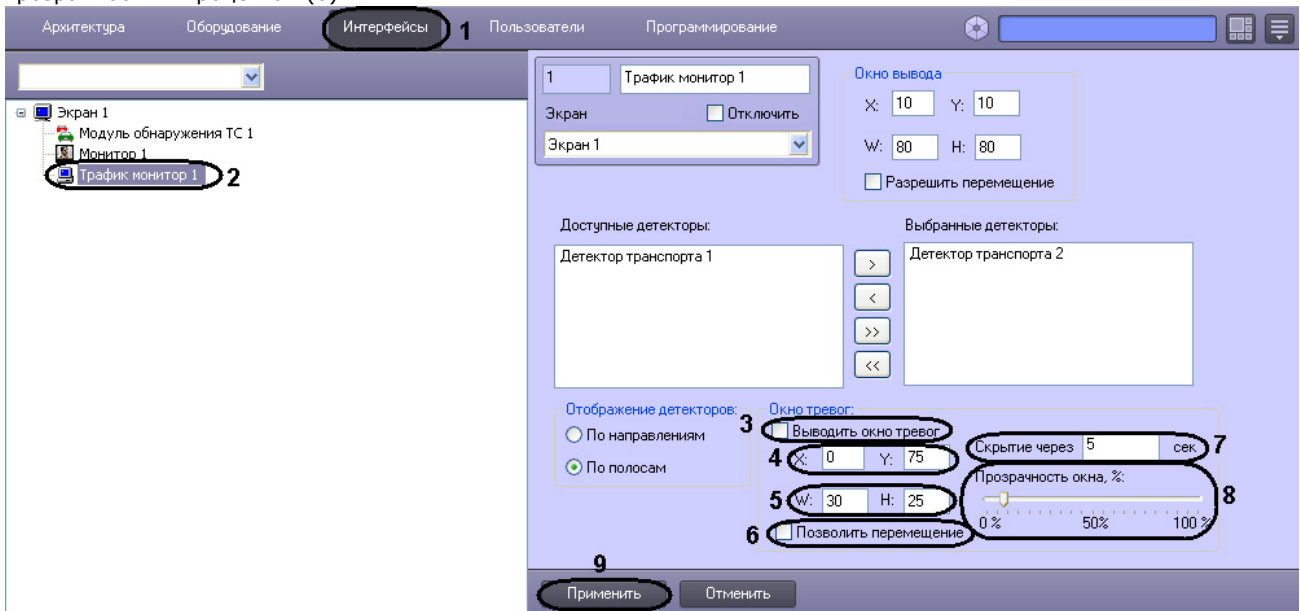 Архитектура Оборудование Интерфейсы 1 Пользователи Программирование
Экран 1
Модуль обнаружения ТС 1
Монитор 1
Трафик монитор 1 2
1 Трафик монитор 1
Экран Отключить
Экран 1
Окно вывода
X: 10 Y: 10
W: 80 H: 80
Разрешить перемещение
Доступные детекторы:
Детектор транспорта 1
>
<
>>
<<
Выбранные детекторы:
Детектор транспорта 2
Отображение детекторов:
По направлениям
По полосам
Окно тревог:
3 Выводить окно тревог
4 X: 0 Y: 75
5 W: 30 H: 25
6 Позволить перемещение
Скрытие через 5 сек 7
Прозрачность окна, %:
8
0 % 50% 100 %
9
Применить Отменить